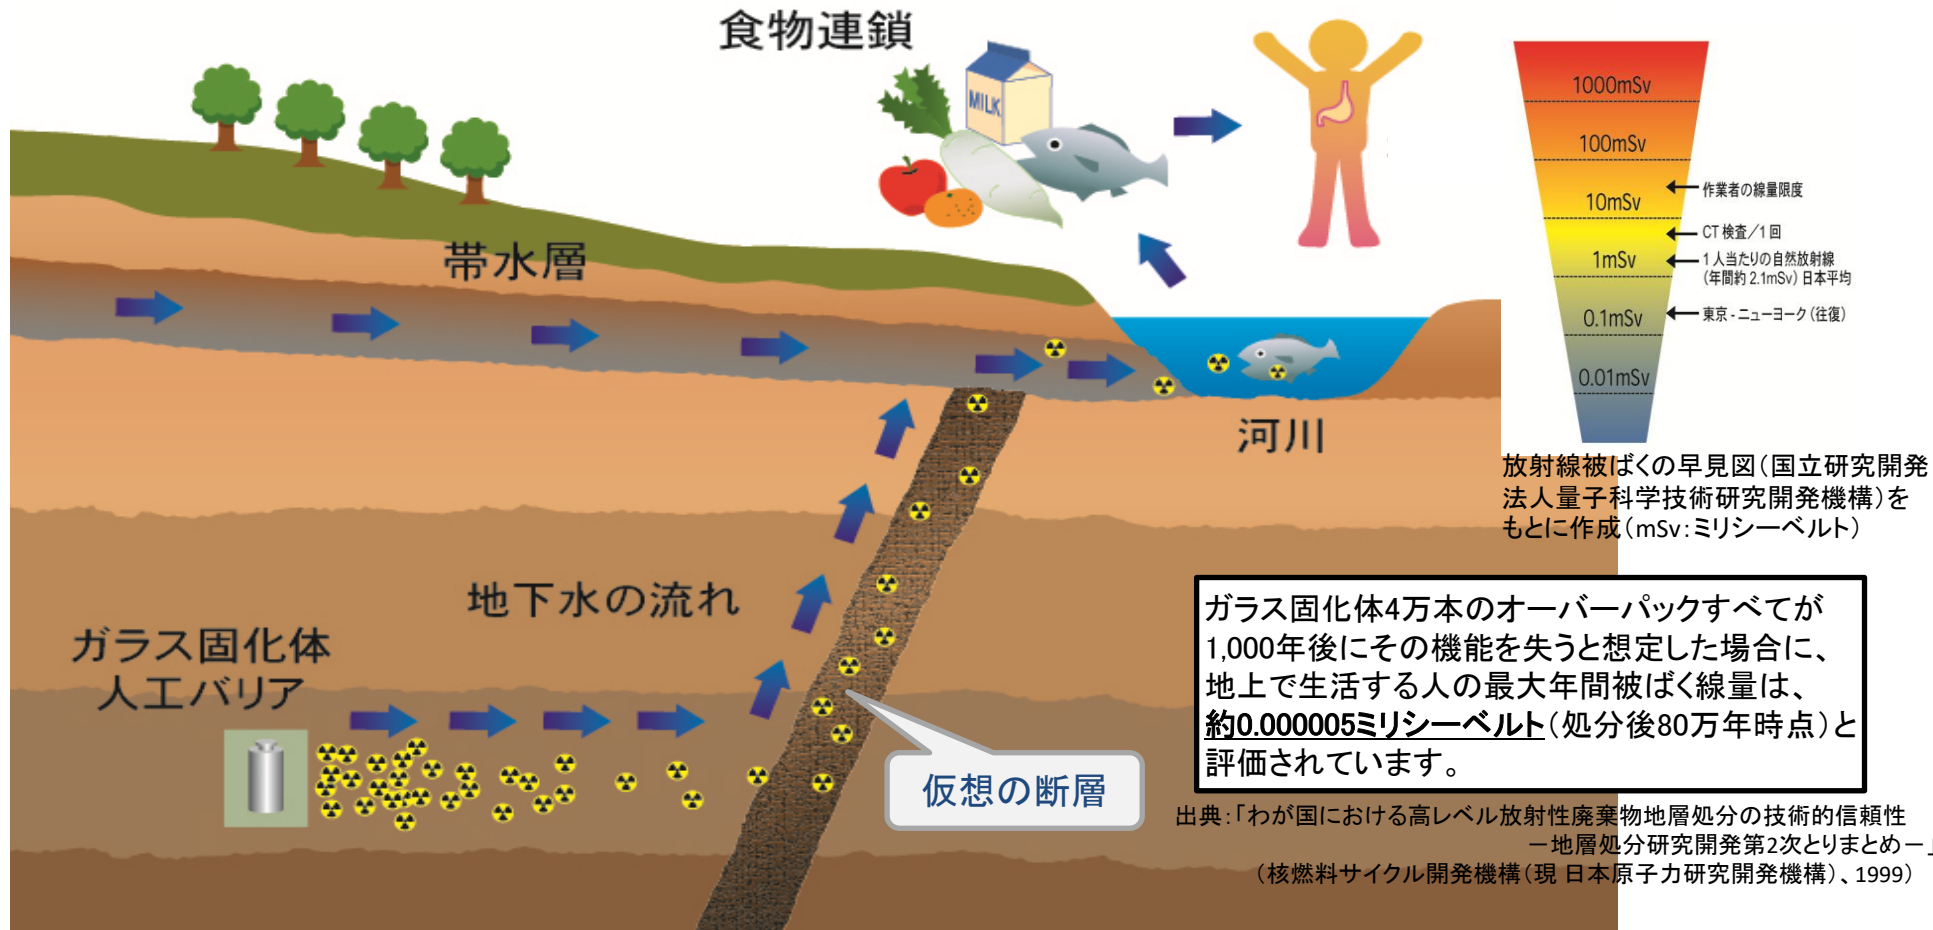 食物連鎖
MILK
帯水層
河川
地下水の流れ
ガラス固化体
人工バリア
仮想の断層
1000mSv
100mSv
10mSv
1mSv
0.1mSv
0.01mSv
作業者の線量限度
CT 検査／1 回
1 人当たりの自然放射線
(年間約 2.1mSv) 日本平均
東京 - ニューヨーク (往復)
放射線被ばくの早見図(国立研究開発
法人量子科学技術研究開発機構)を
もとに作成(mSv:ミリシーベルト)
ガラス固化体4万本のオーバーパックすべてが
1,000年後にその機能を失うと想定した場合に、
地上で生活する人の最大年間被ばく線量は、
約0.000005ミリシーベルト(処分後80万年時点)と
評価されています。
出典:「わが国における高レベル放射性廃棄物地層処分の技術的信頼性
－地層処分研究開発第2次とりまとめ－」
(核燃料サイクル開発機構(現 日本原子力研究開発機構)、1999)